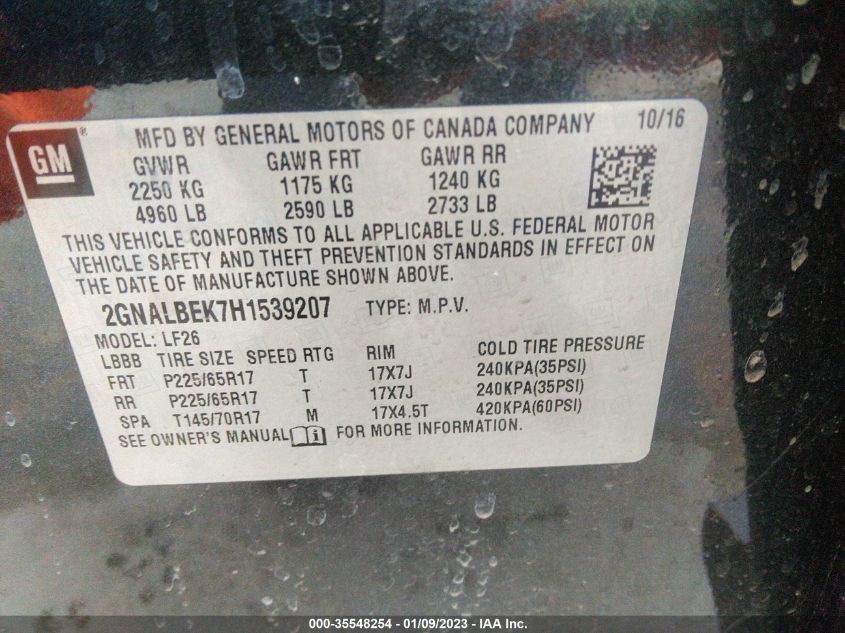 GM ®
MFD BY GENERAL MOTORS OF CANADA COMPANY 10/16
GVWR GAWR FRT GAWR RR
2250 KG 1175 KG 1240 KG
4960 LB 2590 LB 2733 LB
THIS VEHICLE CONFORMS TO ALL APPLICABLE U.S. FEDERAL MOTOR
VEHICLE SAFETY AND THEFT PREVENTION STANDARDS IN EFFECT ON
THE DATE OF MANUFACTURE SHOWN ABOVE.
2GNALBEK7H1539207 TYPE: M.P.V.
MODEL: LF26
LBBB TIRE SIZE SPEED RTG RIM COLD TIRE PRESSURE
FRT P225/65R17 T 17X7J 240KPA(35PSI)
RR P225/65R17 T 17X7J 240KPA(35PSI)
SPA T145/70R17 M 17X4.5T 420KPA(60PSI)
SEE OWNER'S MANUAL i FOR MORE INFORMATION.
000-35548254 - 01/09/2023 - IAA Inc.